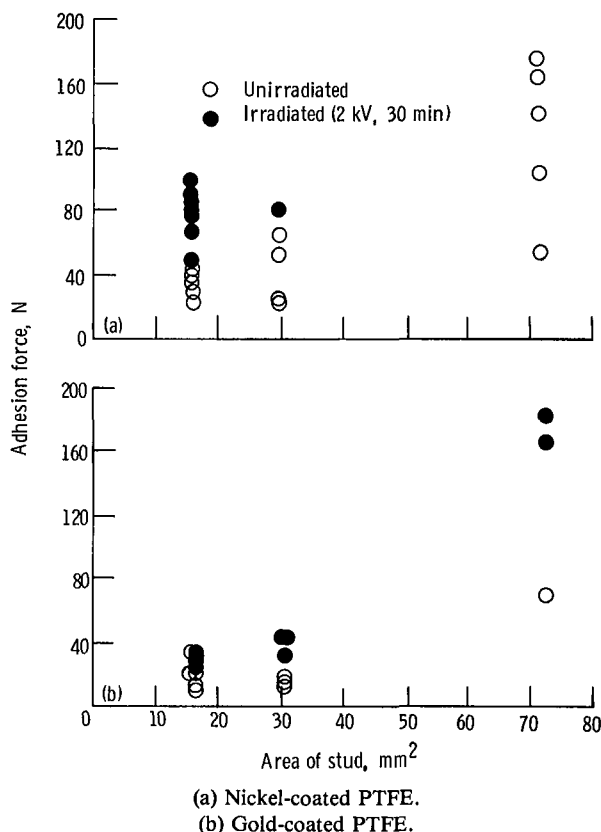 200
160
120
80
40
0
Unirradiated
Irradiated (2 kV, 30 min)
(a)
Adhesion force, N
200
160
120
80
40
(b)
0 10 20 30 40 50 60 70 80
Area of stud, mm²
(a) Nickel-coated PTFE.
(b) Gold-coated PTFE.